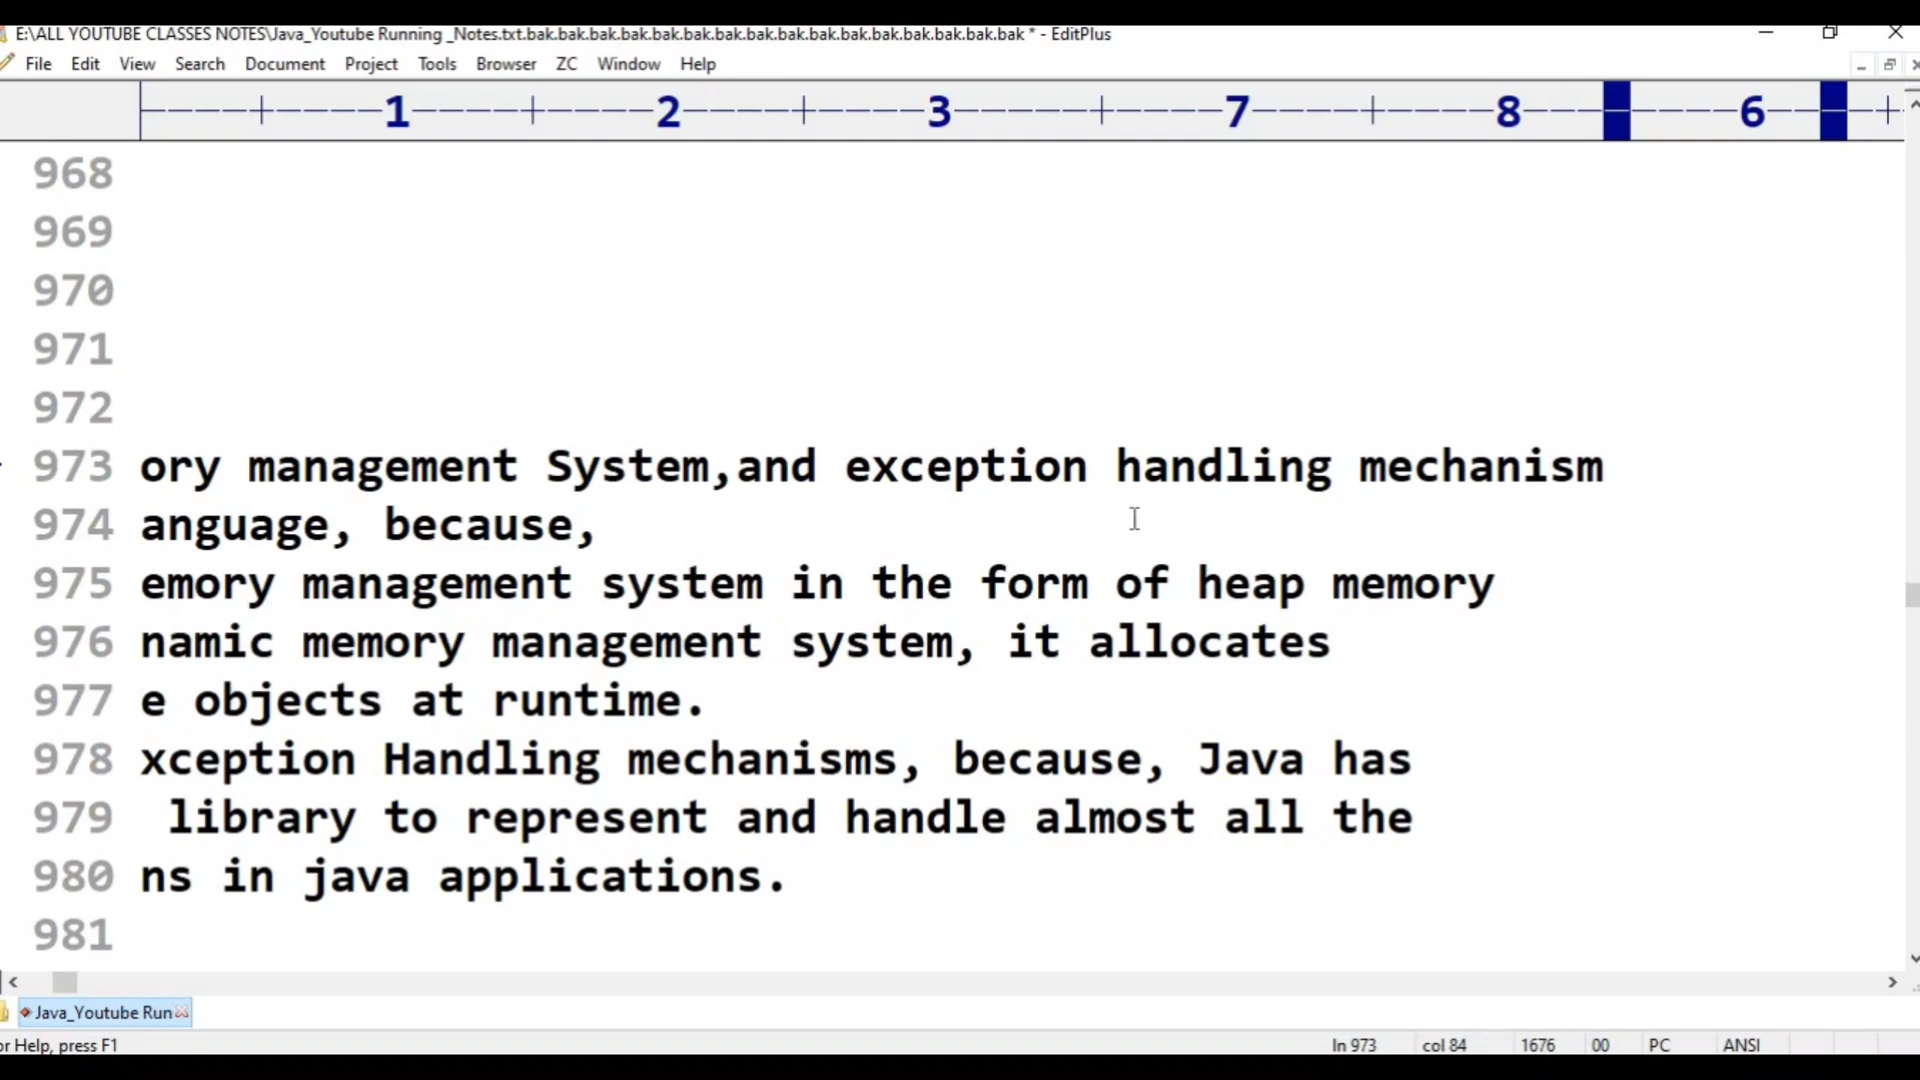 E:\ALL YOUTUBE CLASSES NOTES\Java_Youtube Running _Notes.txt.bak.bak.bak.bak.bak.bak.bak.bak.bak.bak.bak.bak.bak.bak.bak.bak * - EditPlus
File Edit View Search Document Project Tools Browser ZC Window Help
1 2 3 7 8 6
968
969
970
971
972
973 ory management System,and exception handling mechanism
974 anguage, because,
975 emory management system in the form of heap memory
976 namic memory management system, it allocates
977 e objects at runtime.
978 xception Handling mechanisms, because, Java has
979 library to represent and handle almost all the
980 ns in java applications.
981
Java_Youtube Run
or Help, press F1 ln 973 col 84 1676 00 PC ANSI